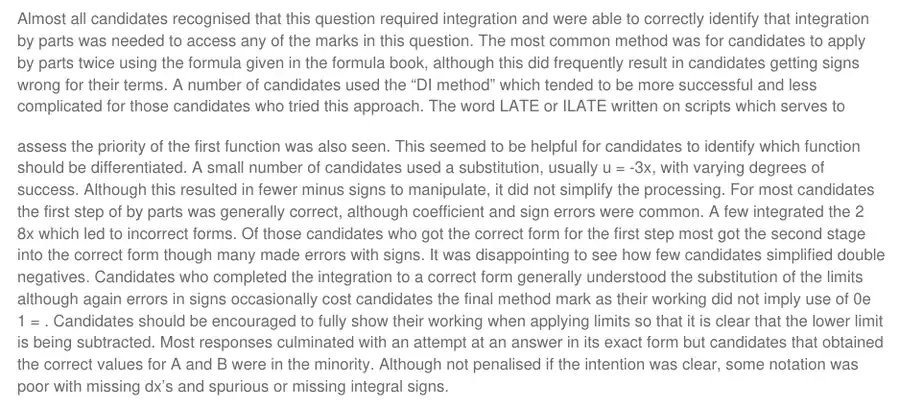 Almost all candidates recognised that this question required integration and were able to correctly identify that integration
by parts was needed to access any of the marks in this question. The most common method was for candidates to apply
by parts twice using the formula given in the formula book, although this did frequently result in candidates getting signs
wrong for their terms. A number of candidates used the “DI method” which tended to be more successful and less
complicated for those candidates who tried this approach. The word LATE or ILATE written on scripts which serves to
assess the priority of the first function was also seen. This seemed to be helpful for candidates to identify which function
should be differentiated. A small number of candidates used a substitution, usually u = -3x, with varying degrees of
success. Although this resulted in fewer minus signs to manipulate, it did not simplify the processing. For most candidates
the first step of by parts was generally correct, although coefficient and sign errors were common. A few integrated the 2
8x which led to incorrect forms. Of those candidates who got the correct form for the first step most got the second stage
into the correct form though many made errors with signs. It was disappointing to see how few candidates simplified double
negatives. Candidates who completed the integration to a correct form generally understood the substitution of the limits
although again errors in signs occasionally cost candidates the final method mark as their working did not imply use of 0e
1 = . Candidates should be encouraged to fully show their working when applying limits so that it is clear that the lower limit
is being subtracted. Most responses culminated with an attempt at an answer in its exact form but candidates that obtained
the correct values for A and B were in the minority. Although not penalised if the intention was clear, some notation was
poor with missing dx’s and spurious or missing integral signs.